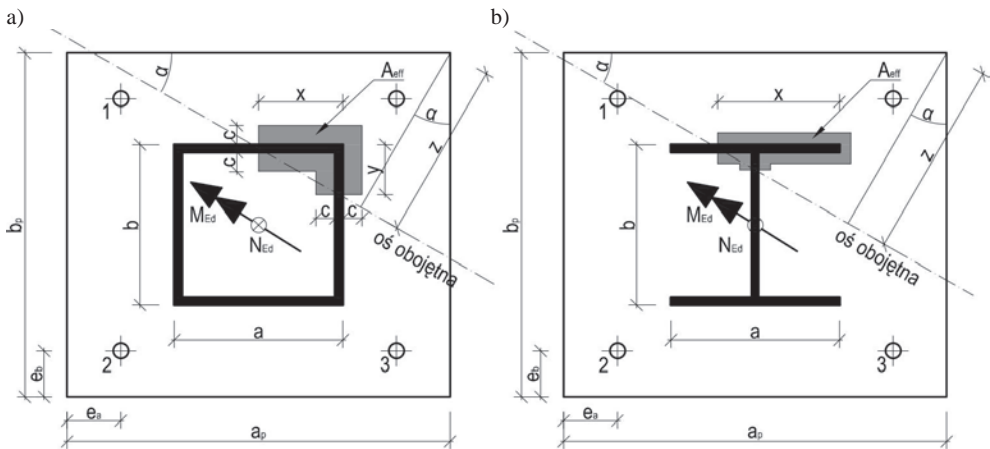 a)
α
A_eff
x
1
c
c
y
α
z
b_p
b
M_Ed
N_Ed
c
c
oś obojętna
a
2
3
e_b
e_a
a_p
b)
α
A_eff
x
1
α
z
b_p
b
M_Ed
N_Ed
oś obojętna
a
2
3
e_b
e_a
a_p